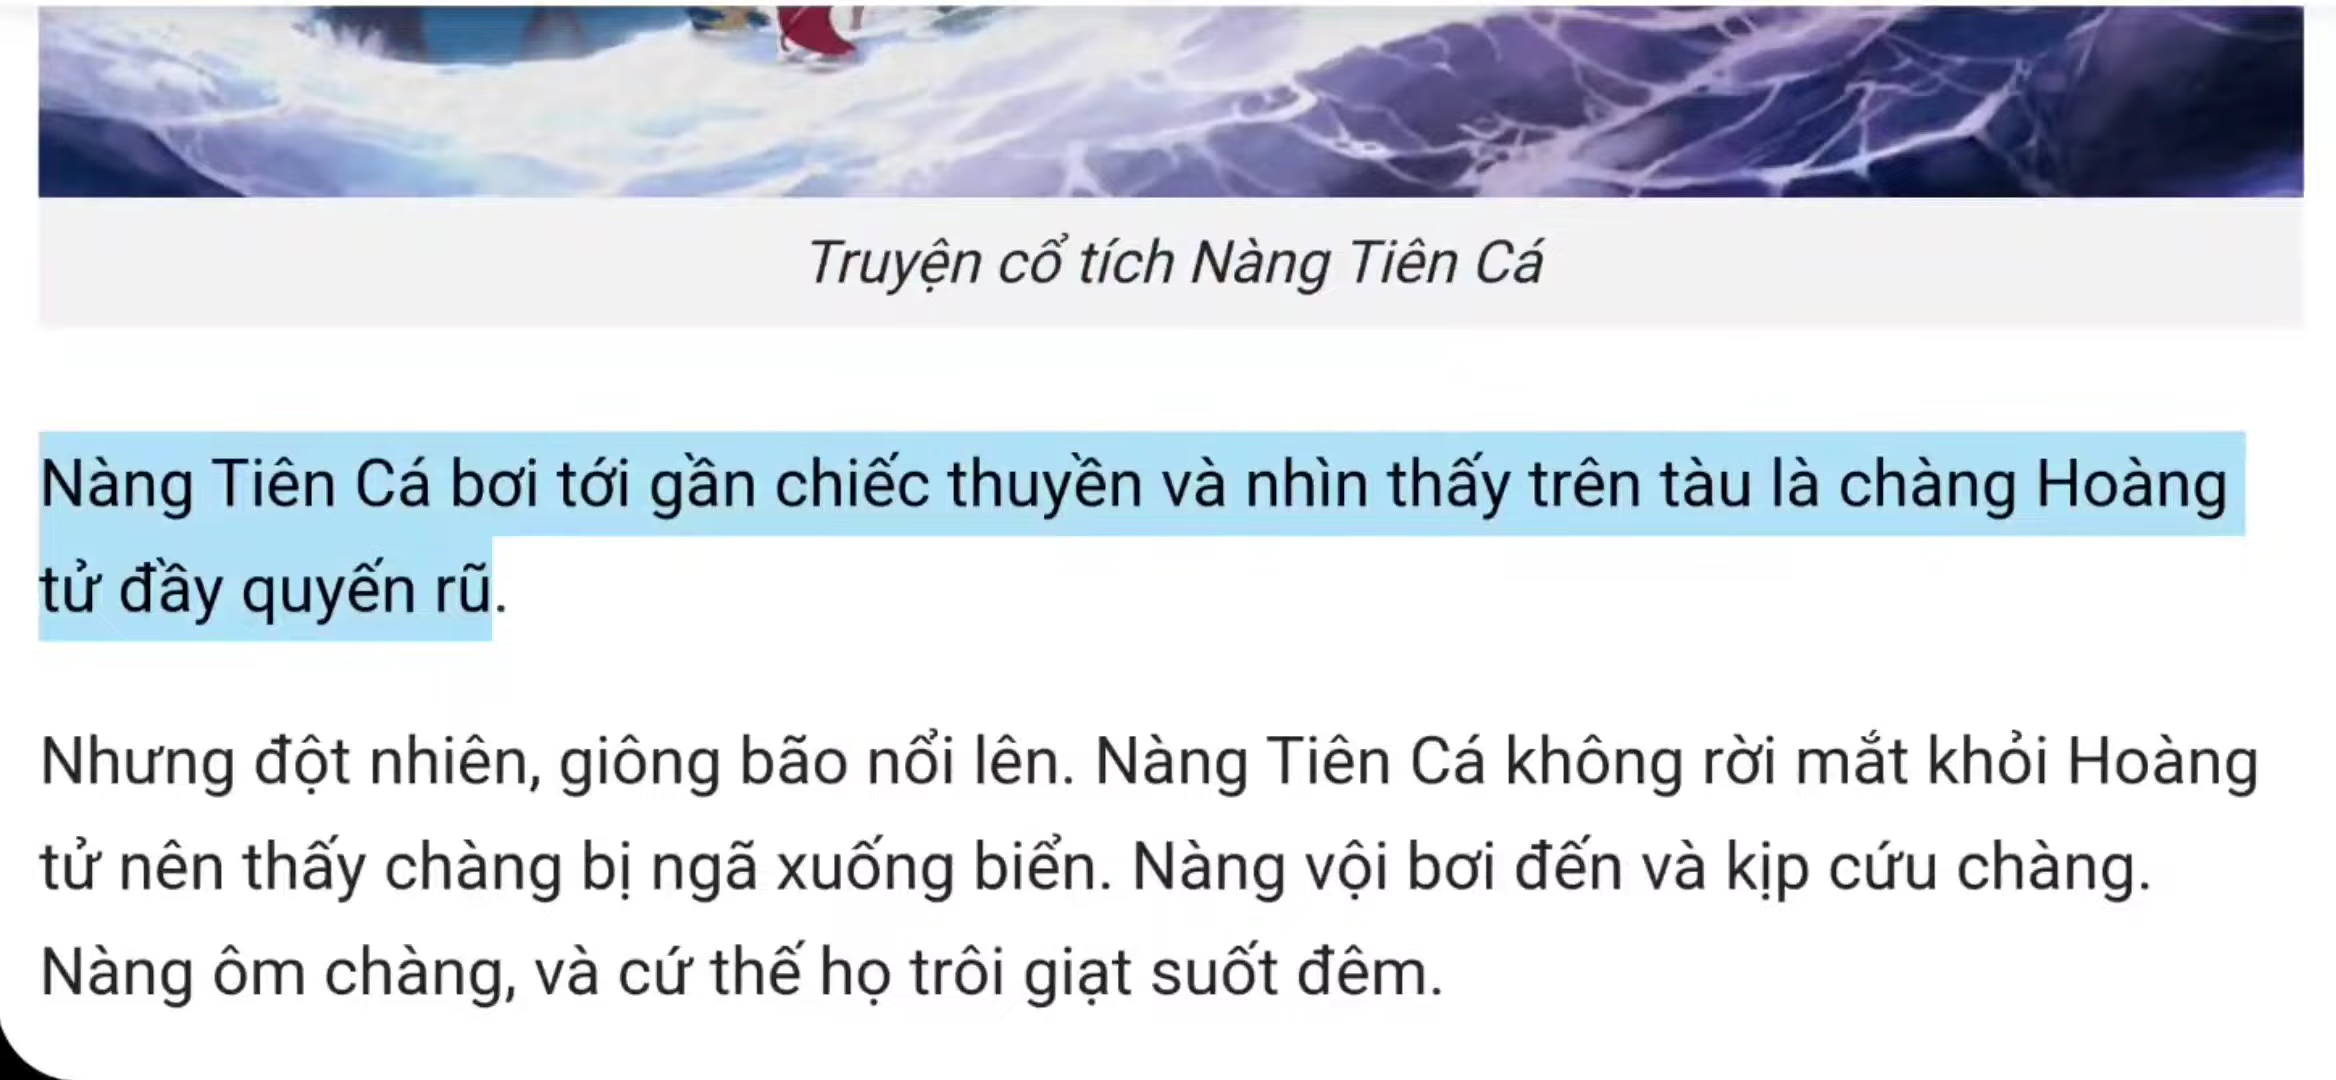 Truyện cổ tích Nàng Tiên Cá
Nàng Tiên Cá bơi tới gần chiếc thuyền và nhìn thấy trên tàu là chàng Hoàng
tử đầy quyến rũ.
Nhưng đột nhiên, giông bão nổi lên. Nàng Tiên Cá không rời mắt khỏi Hoàng
tử nên thấy chàng bị ngã xuống biển. Nàng vội bơi đến và kịp cứu chàng.
Nàng ôm chàng, và cứ thế họ trôi giạt suốt đêm.